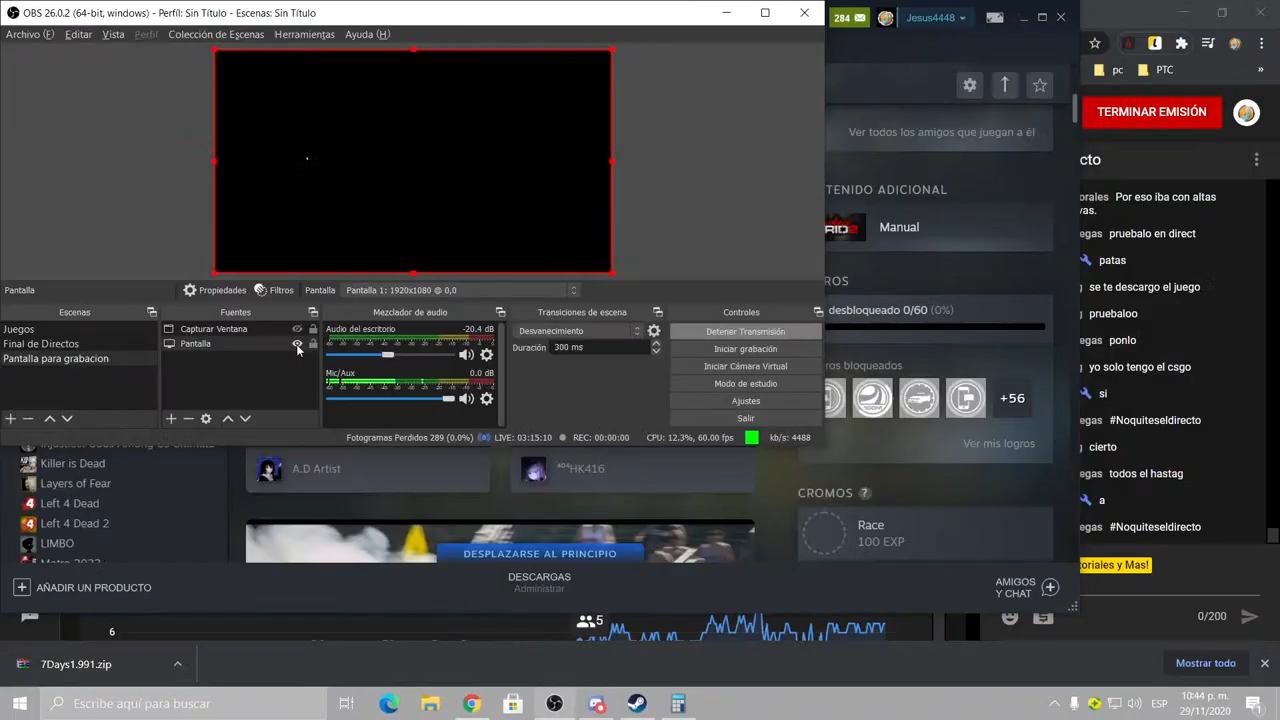 OBS 26.0.2 (64-bit, windows) - Perfíl: Sin Título - Escenas: Sin Título
Archivo (F) Editar Vista Perfil Colección de Escenas Herramientas Ayuda (H)
Pantalla Propiedades Filtros Pantalla Pantalla 1: 1920x1080 @ 0,0
Escenas
Juegos
Final de Directos
Pantalla para grabacion
Fuentes
Capturar Ventana
Pantalla
Mezclador de audio
Audio del escritorio -20.4 dB
Mic/Aux 0.0 dB
Transiciones de escena
Desvanecimiento
Duración 300 ms
Controles
Detener Transmisión
Iniciar grabación
Iniciar Cámara Virtual
Modo de estudio
Ajustes
Salir
Fotogramas Perdidos 289 (0.0%) LIVE: 03:15:10 REC: 00:00:00 CPU: 12.3%, 60.00 fps kb/s: 4488
284 Jesus4448
Ver todos los amigos que juegan a él
TENIDO ADICIONAL
Manual
ROS
desbloqueado 0/60 (0%)
ros bloqueados
+56
Ver mis logros
CROMOS ?
Race
100 EXP
Killer is Dead
Layers of Fear
Left 4 Dead
Left 4 Dead 2
LIMBO
A.D Artist
+04HK416
DESPLAZARSE AL PRINCIPIO
AÑADIR UN PRODUCTO
DESCARGAS
Administrar
AMIGOS
Y CHAT
pc PTC »
TERMINAR EMISIÓN
cto
orales Por eso iba con altas
vas.
egas pruebalo en direct
patas
egas se te descargo el juego
egas pruebaloo
egas ponlo
egas yo solo tengo el csgo
si
egas #Noquiteseldirecto
egas cierto
egas todos el hastag
a
egas #Noquiteseldirecto
toriales y Mas!
0/200
6
5
7Days1.991.zip
Mostrar todo
Escribe aquí para buscar
ESP
10:44 p. m.
29/11/2020
1